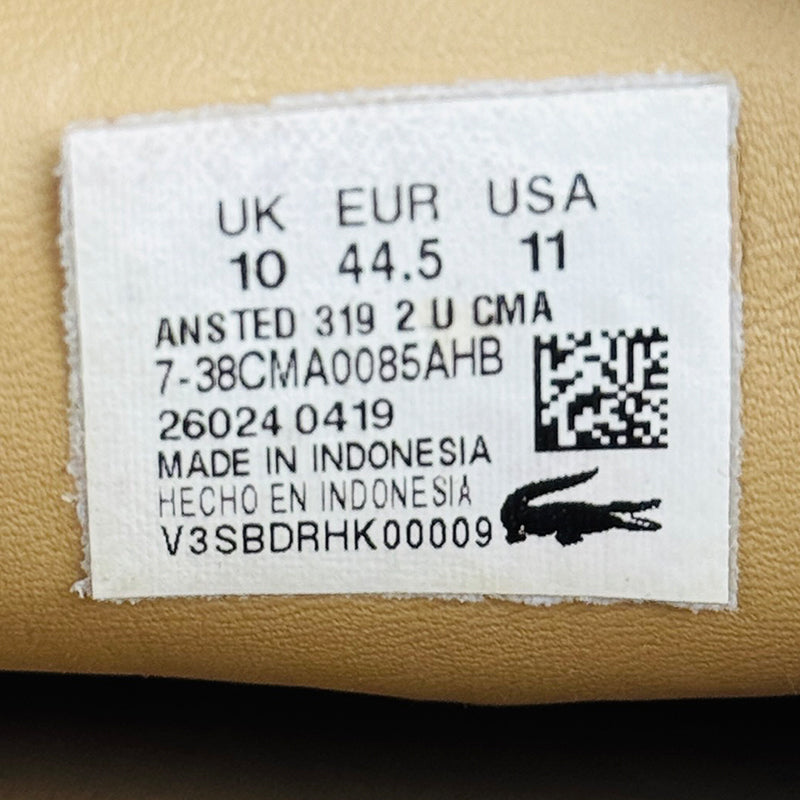 UK EUR USA
10 44.5 11
ANSTED 319 2 U CMA
7-38CMA0085AHB
26024 0419
MADE IN INDONESIA
HECHO EN INDONESIA
V3SBDRHK00009